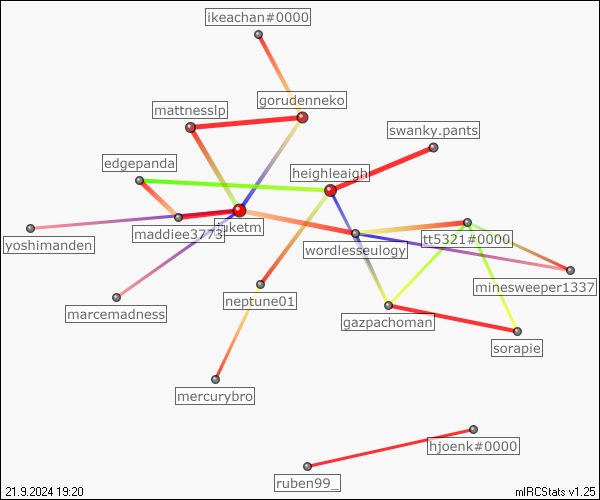 ikeachan#0000
gorudenneko
mattnesslp
swanky.pants
edgepanda
heighleaigh
maddiee3773
juketm
yoshimanden
wordlesseulogy
tt5321#0000
minesweeper1337
marcemadness
neptune01
gazpachoman
sorapie
mercurybro
hjoenk#0000
ruben99_
21.9.2024 19:20
mIRCStats v1.25